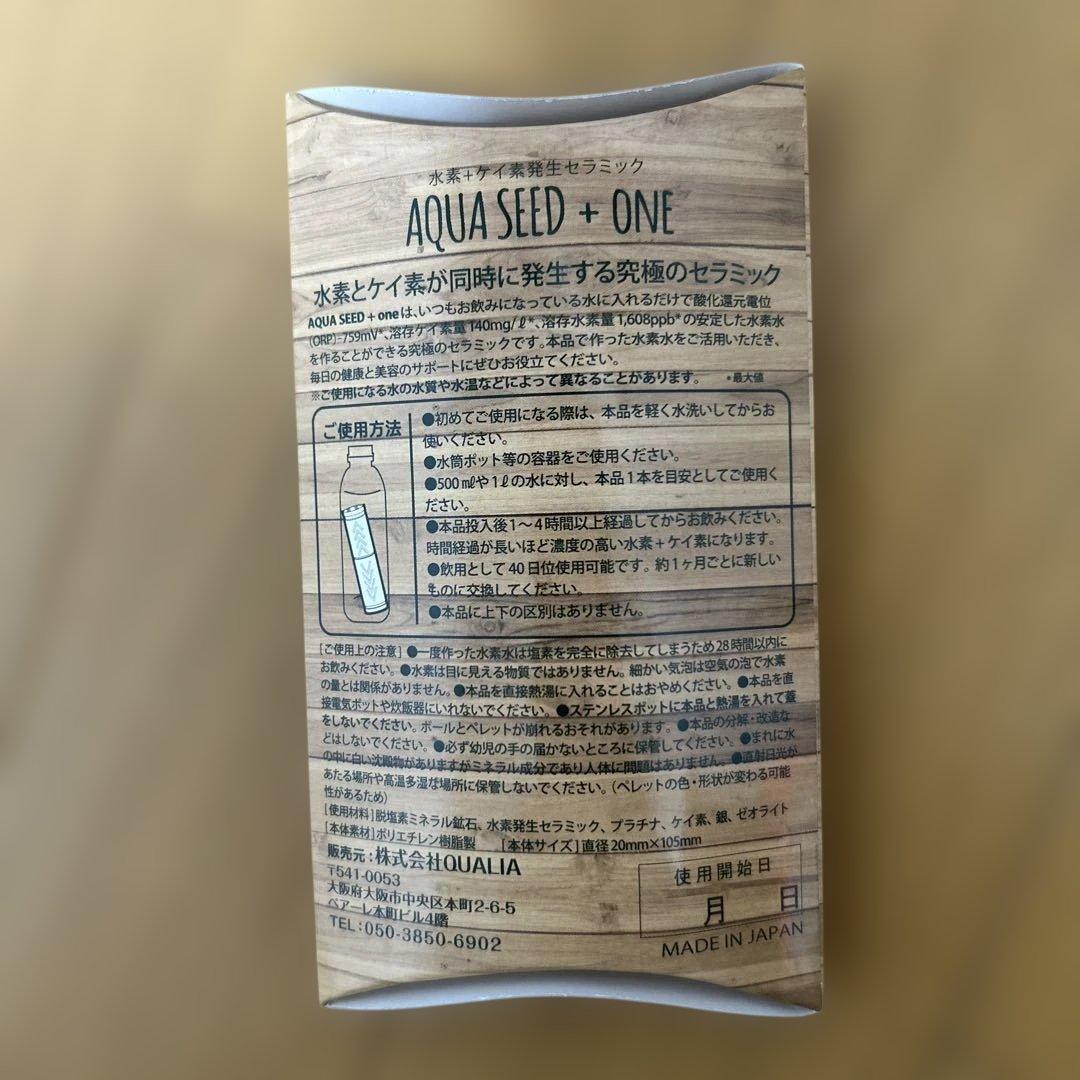 水素+ケイ素発生セラミック
AQUA SEED + ONE
水素とケイ素が同時に発生する究極のセラミック
AQUA SEED + oneは、いつもお飲みになっている水に入れるだけで酸化還元電位
(ORP)-759mV*、溶存ケイ素量140mg/ℓ*、溶存水素量1,608ppb*の安定した水素水
を作ることができる究極のセラミックです。本品で作った水素水をご活用いただき、
毎日の健康と美容のサポートにぜひお役立てください。
※ご使用になる水の水質や水温などによって異なることがあります。 *最大値
ご使用方法
●初めてご使用になる際は、本品を軽く水洗いしてからお
使いください。
●水筒ポット等の容器をご使用ください。
●500㎖や1ℓの水に対し、本品1本を目安としてご使用く
ださい。
●本品投入後1〜4時間以上経過してからお飲みください。
時間経過が長いほど濃度の高い水素+ケイ素になります。
●飲用として40日位使用可能です。約1ヶ月ごとに新しい
ものに交換してください。
●本品に上下の区別はありません。
[ご使用上の注意]●一度作った水素水は塩素を完全に除去してしまうため28時間以内に
お飲みください。●水素は目に見える物質ではありません。細かい気泡は空気の泡で水素
の量とは関係がありません。●本品を直接熱湯に入れることはおやめください。●本品を直
接電気ポットや炊飯器にいれないでください。●ステンレスポットに本品と熱湯を入れて蓋
をしないでください。ボールとペレットが崩れるおそれがあります。●本品の分解・改造な
どはしないでください。●必ず幼児の手の届かないところに保管してください。●まれに水
の中に白い沈殿物がありますがミネラル成分であり人体に問題はありません。●直射日光が
あたる場所や高温多湿な場所に保管しないでください。(ペレットの色・形状が変わる可能
性があるため)
[使用材料]脱塩素ミネラル鉱石、水素発生セラミック、プラチナ、ケイ素、銀、ゼオライト
[本体素材]ポリエチレン樹脂製 [本体サイズ]直径20mm×105mm
販売元:株式会社QUALIA
〒541-0053
大阪府大阪市中央区本町2-6-5
ペアーレ本町ビル4階
TEL:050-3850-6902
使用開始日
月 日
MADE IN JAPAN